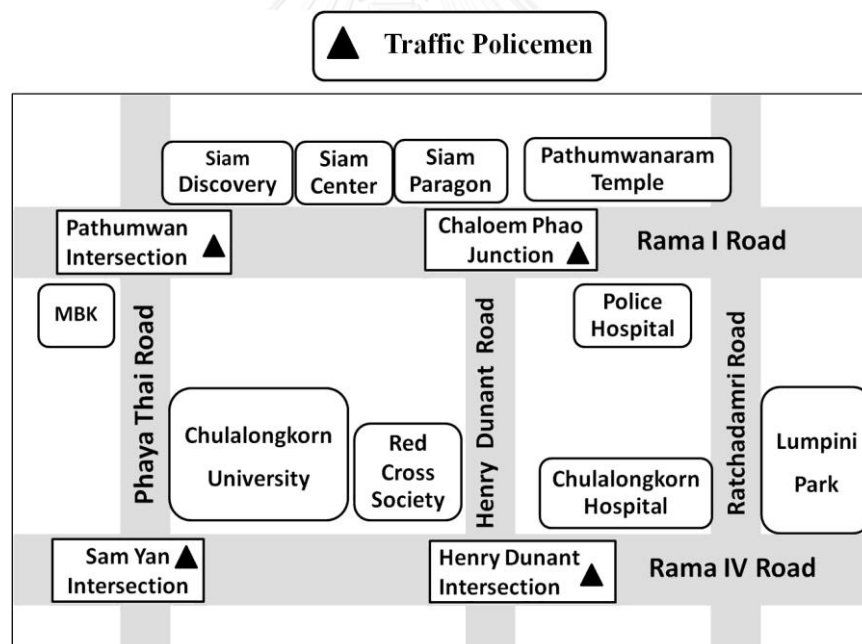 Traffic Policemen
Siam
Discovery
Siam
Center
Siam
Paragon
Pathumwanaram
Temple
Pathumwan
Intersection
Chaloem Phao
Junction
Rama I Road
MBK
Police
Hospital
Phaya Thai Road
Henry Dunant Road
Ratchadamri Road
Chulalongkorn
University
Red
Cross
Society
Chulalongkorn
Hospital
Lumpini
Park
Sam Yan
Intersection
Henry Dunant
Intersection
Rama IV Road